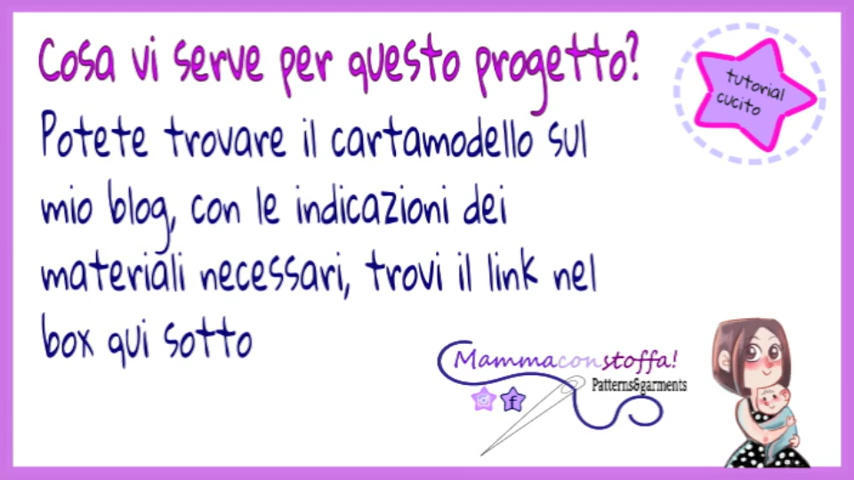 Cosa vi serve per questo progetto?
tutorial
cucito
Potete trovare il cartamodello sul
mio blog, con le indicazioni dei
materiali necessari, trovi il link nel
box qui sotto
Mammaconstoffa!
Patterns&garments
f